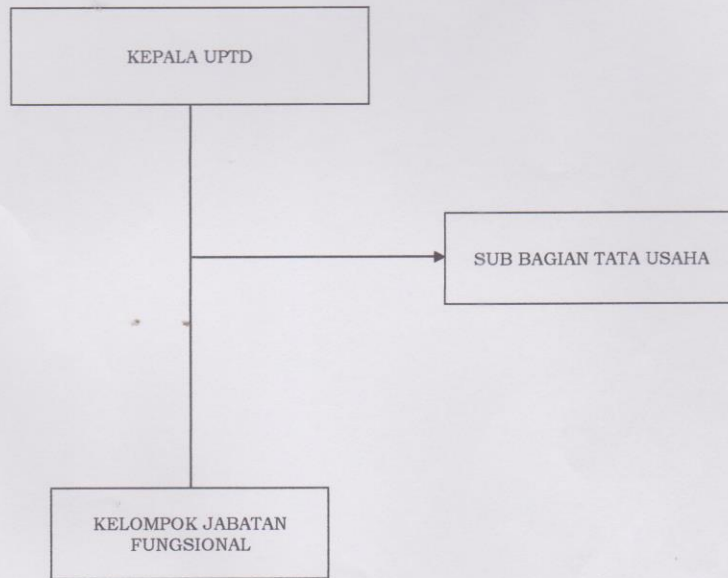 KEPALA UPTD
SUB BAGIAN TATA USAHA
KELOMPOK JABATAN
FUNGSIONAL